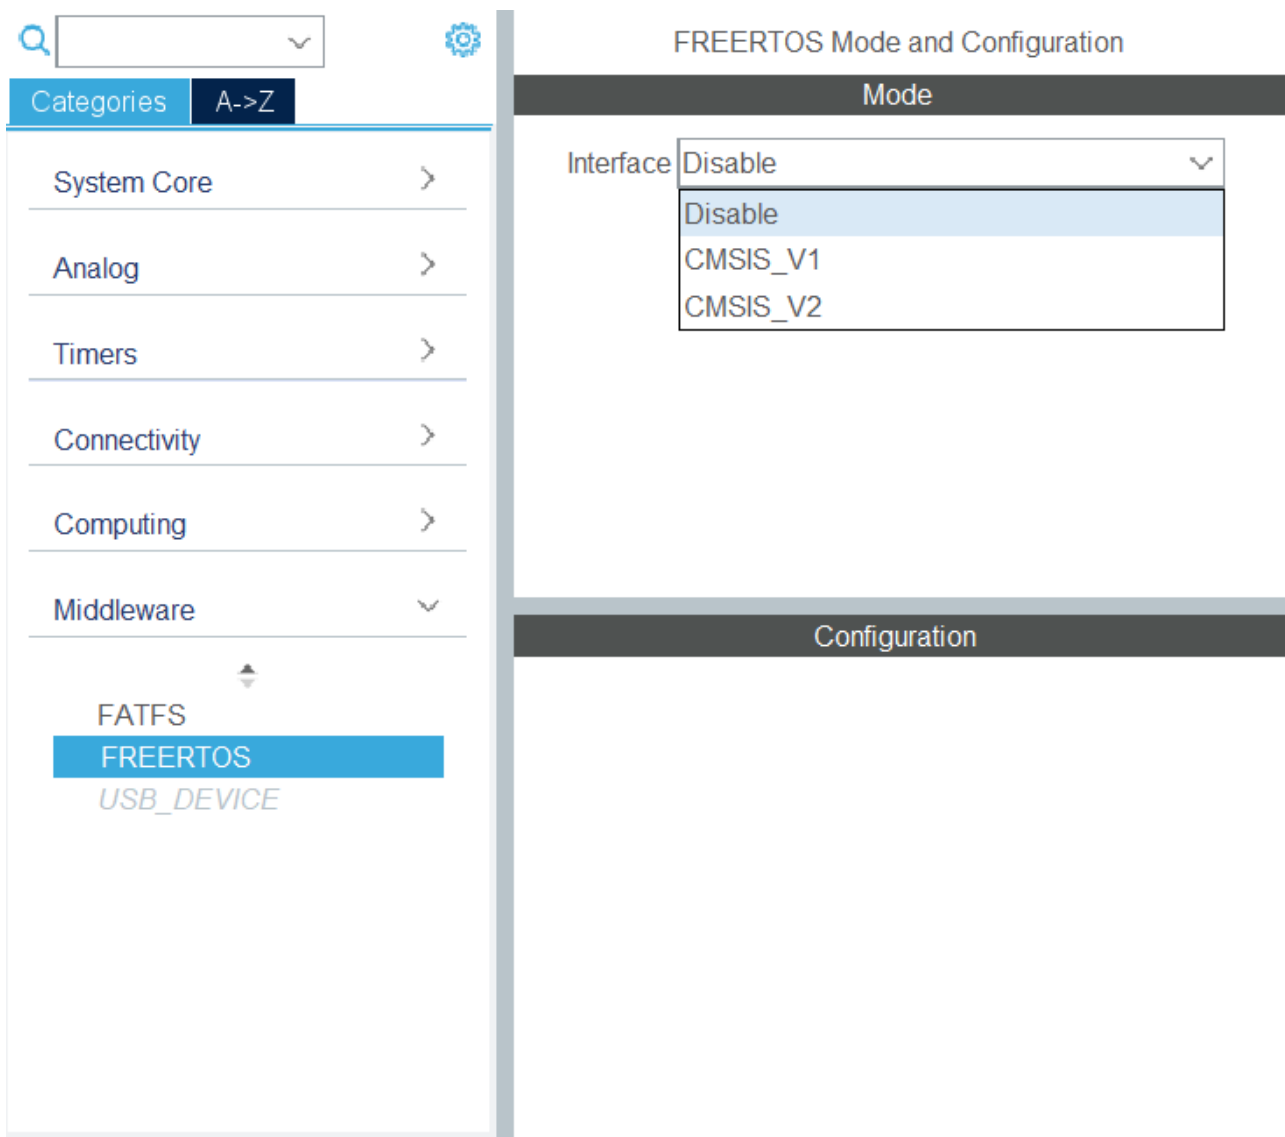 Categories
A->Z
System Core
Analog
Timers
Connectivity
Computing
Middleware
FATFS
FREERTOS
USB_DEVICE
FREERTOS Mode and Configuration
Mode
Interface Disable
Disable
CMSIS_V1
CMSIS_V2
Configuration